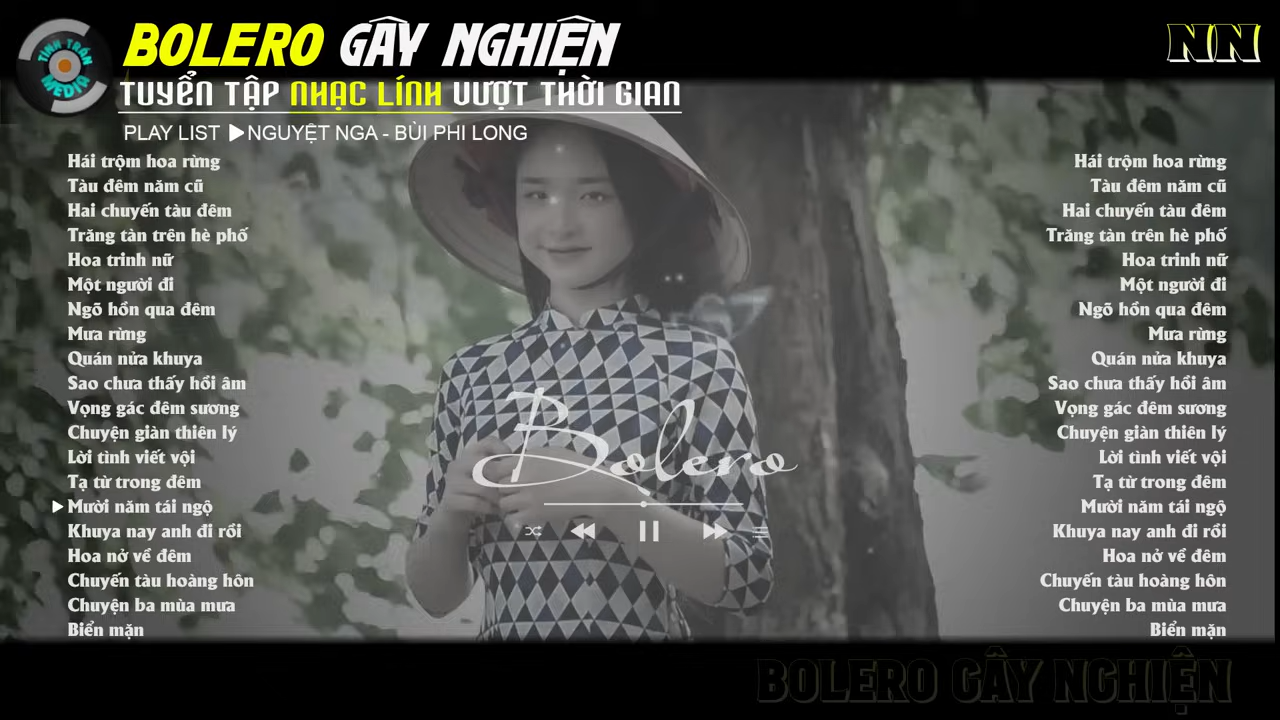 TÌNH TRẦN
MEDIA
BOLERO GÂY NGHIỆN
NN
TUYỂN TẬP NHẠC LÍNH VƯỢT THỜI GIAN
PLAY LIST ▶NGUYỆT NGA - BÙI PHI LONG
Hái trộm hoa rừng
Tàu đêm năm cũ
Hai chuyến tàu đêm
Trăng tàn trên hè phố
Hoa trinh nữ
Một người đi
Ngõ hồn qua đêm
Mưa rừng
Quán nửa khuya
Sao chưa thấy hồi âm
Vọng gác đêm sương
Chuyện giàn thiên lý
Lời tình viết vội
Tạ từ trong đêm
Mười năm tái ngộ
Khuya nay anh đi rồi
Hoa nở về đêm
Chuyến tàu hoàng hôn
Chuyện ba mùa mưa
Biển mặn
Bolero
Hái trộm hoa rừng
Tàu đêm năm cũ
Hai chuyến tàu đêm
Trăng tàn trên hè phố
Hoa trinh nữ
Một người đi
Ngõ hồn qua đêm
Mưa rừng
Quán nửa khuya
Sao chưa thấy hồi âm
Vọng gác đêm sương
Chuyện giàn thiên lý
Lời tình viết vội
Tạ từ trong đêm
Mười năm tái ngộ
Khuya nay anh đi rồi
Hoa nở về đêm
Chuyến tàu hoàng hôn
Chuyện ba mùa mưa
Biển mặn
BOLERO GÂY NGHIỆN